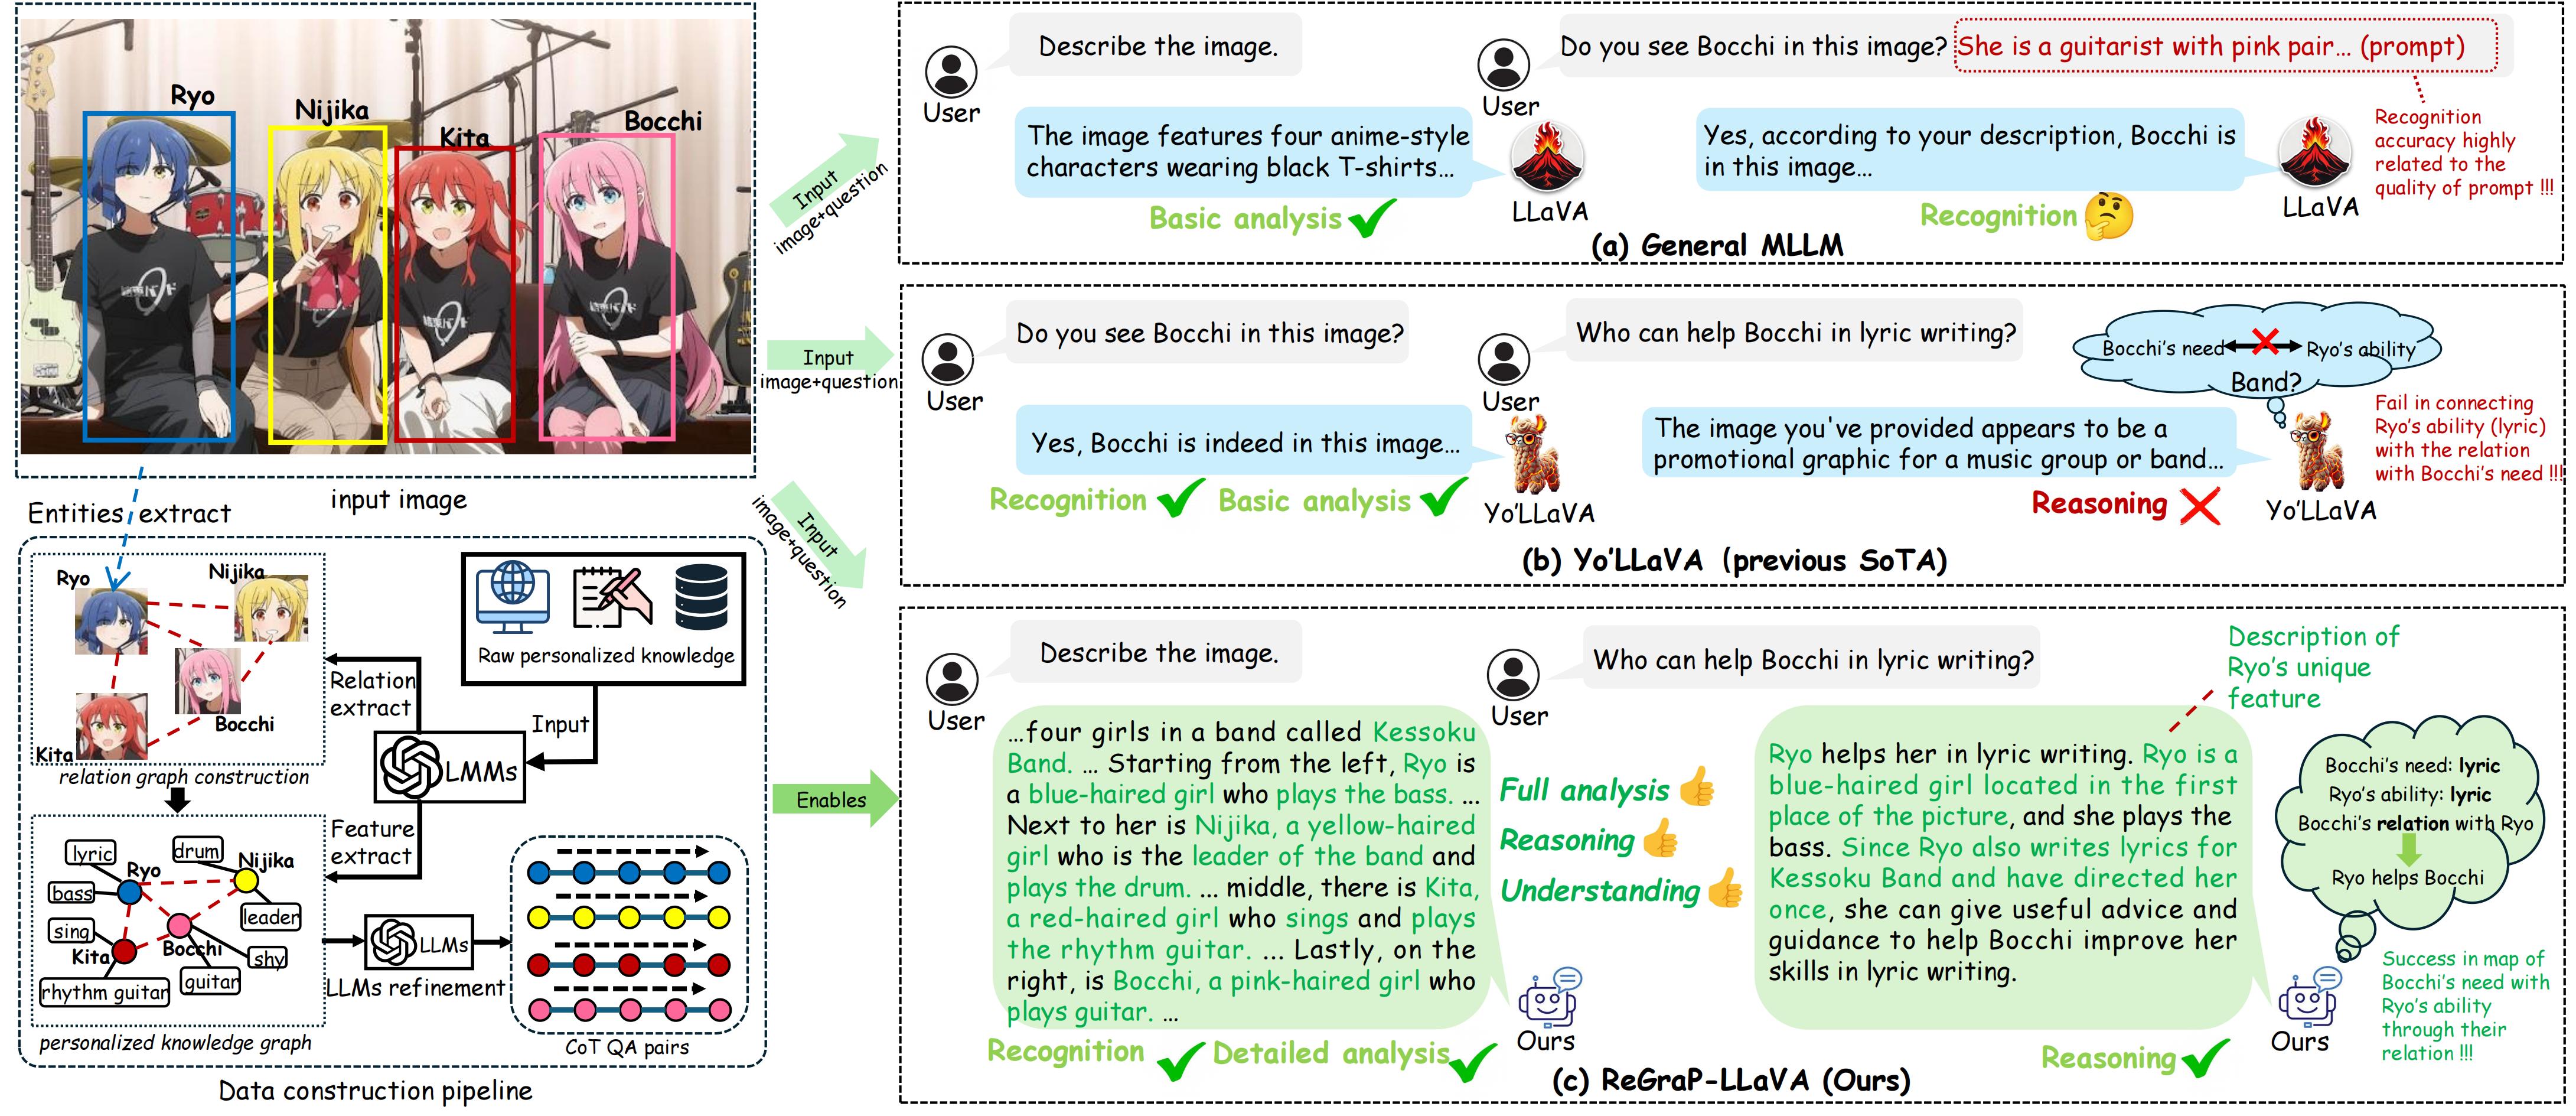 Ryo
Nijika
Kita
Bocchi
input image
Entities extract
Ryo
Nijika
Bocchi
Kita
relation graph construction
Raw personalized knowledge
Relation
extract
Input
LMMs
Feature
extract
lyric
drum
Ryo
Nijika
bass
leader
sing
Kita
Bocchi
shy
guitar
rhythm guitar
personalized knowledge graph
LLMs
LLMs refinement
CoT QA pairs
Data construction pipeline
Input
image+question
Input
image+question
Input
image+question
Enables
User
Describe the image.
The image features four anime-style
characters wearing black T-shirts...
LLaVA
Basic analysis
User
Do you see Bocchi in this image? She is a guitarist with pink pair... (prompt)
Yes, according to your description, Bocchi is
in this image...
LLaVA
Recognition
Recognition
accuracy highly
related to the
quality of prompt !!!
(a) General MLLM
User
Do you see Bocchi in this image?
Yes, Bocchi is indeed in this image...
Yo'LLaVA
Recognition
Basic analysis
User
Who can help Bocchi in lyric writing?
The image you've provided appears to be a
promotional graphic for a music group or band...
Yo'LLaVA
Reasoning
Bocchi's need
Ryo's ability
Band?
Fail in connecting
Ryo's ability (lyric)
with the relation
with Bocchi's need !!!
(b) Yo'LLaVA (previous SoTA)
User
Describe the image.
...four girls in a band called Kessoku
Band. ... Starting from the left, Ryo is
a blue-haired girl who plays the bass. ...
Next to her is Nijika, a yellow-haired
girl who is the leader of the band and
plays the drum. ... middle, there is Kita,
a red-haired girl who sings and plays
the rhythm guitar. ... Lastly, on the
right, is Bocchi, a pink-haired girl who
plays guitar. ...
Ours
Recognition
Detailed analysis
Full analysis
Reasoning
Understanding
User
Who can help Bocchi in lyric writing?
Description of
Ryo's unique
feature
Ryo helps her in lyric writing. Ryo is a
blue-haired girl located in the first
place of the picture, and she plays the
bass. Since Ryo also writes lyrics for
Kessoku Band and have directed her
once, she can give useful advice and
guidance to help Bocchi improve her
skills in lyric writing.
Ours
Reasoning
Bocchi's need: lyric
Ryo's ability: lyric
Bocchi's relation with Ryo
Ryo helps Bocchi
Success in map of
Bocchi's need with
Ryo's ability
through their
relation !!!
(c) ReGraP-LLaVA (Ours)